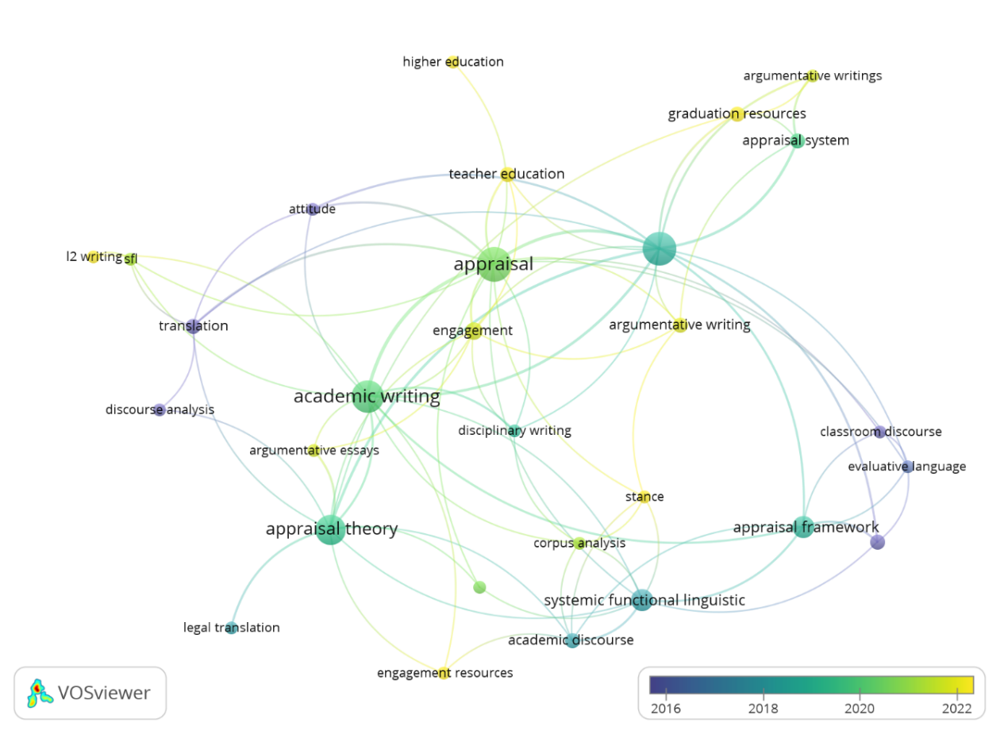 higher education
argumentative writings
graduation resources
appraisal system
teacher education
attitude
l2 writing
sfl
appraisal
translation
engagement
argumentative writing
academic writing
discourse analysis
disciplinary writing
classroom discourse
argumentative essays
evaluative language
stance
appraisal theory
appraisal framework
corpus analysis
systemic functional linguistic
legal translation
academic discourse
engagement resources
VOSviewer
2016
2018
2020
2022